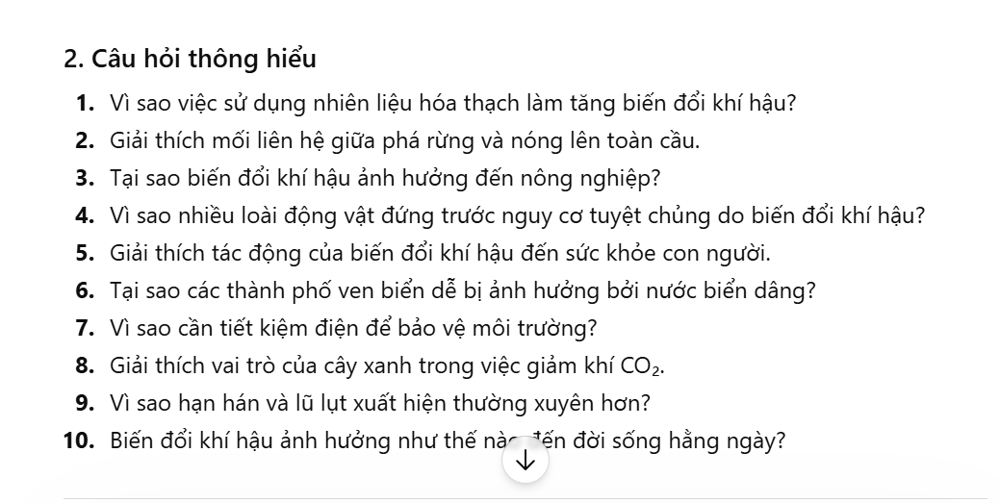 2. Câu hỏi thông hiểu
1. Vì sao việc sử dụng nhiên liệu hóa thạch làm tăng biến đổi khí hậu?
2. Giải thích mối liên hệ giữa phá rừng và nóng lên toàn cầu.
3. Tại sao biến đổi khí hậu ảnh hưởng đến nông nghiệp?
4. Vì sao nhiều loài động vật đứng trước nguy cơ tuyệt chủng do biến đổi khí hậu?
5. Giải thích tác động của biến đổi khí hậu đến sức khỏe con người.
6. Tại sao các thành phố ven biển dễ bị ảnh hưởng bởi nước biển dâng?
7. Vì sao cần tiết kiệm điện để bảo vệ môi trường?
8. Giải thích vai trò của cây xanh trong việc giảm khí CO₂.
9. Vì sao hạn hán và lũ lụt xuất hiện thường xuyên hơn?
10. Biến đổi khí hậu ảnh hưởng như thế nào đến đời sống hằng ngày?